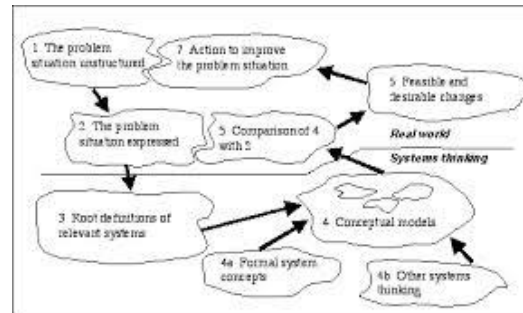 1 The problem
situation unstructured
7 Action to improve
the problem situation
5 Feasible and
desirable changes
2 The problem
situation expressed
5 Comparison of 4
with 2
Real world
Systems thinking
3 Root definitions of
relevant systems
4 Conceptual models
4a Formal system
concepts
4b Other systems
thinking